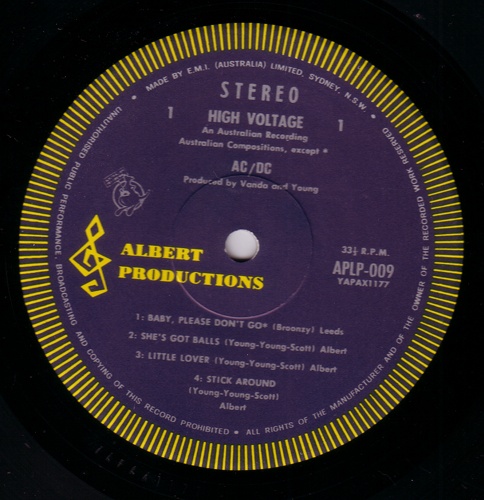 MADE BY E.M.I. (AUSTRALIA) LIMITED, SYDNEY, N.S.W. •
STEREO
1 HIGH VOLTAGE 1
An Australian Recording
Australian Compositions, except *
AC/DC
Produced by Vanda and Young
33⅓ R.P.M.
ALBERT
PRODUCTIONS
APLP-009
YAPAX1177
1: BABY, PLEASE DON'T GO* (Broonzy) Leeds
2: SHE'S GOT BALLS (Young-Young-Scott) Albert
3: LITTLE LOVER (Young-Young-Scott) Albert
4: STICK AROUND
(Young-Young-Scott)
Albert
UNAUTHORISED PUBLIC PERFORMANCE, BROADCASTING AND COPYING OF THIS RECORD PROHIBITED • ALL RIGHTS OF THE MANUFACTURER AND OF THE OWNER OF THE RECORDED WORK RESERVED •